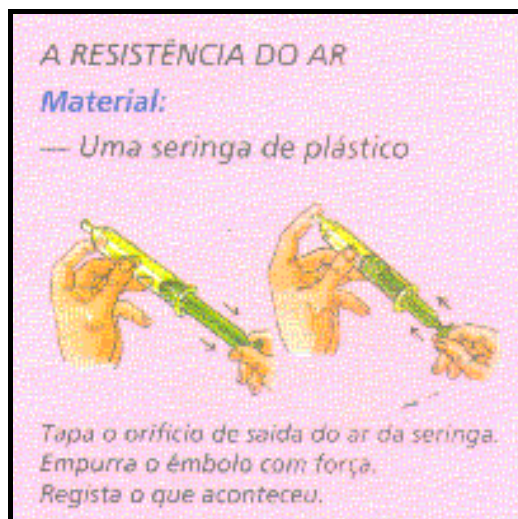 A RESISTÊNCIA DO AR
Material:
— Uma seringa de plástico
Tapa o orifício de saída do ar da seringa.
Empurra o êmbolo com força.
Regista o que aconteceu.